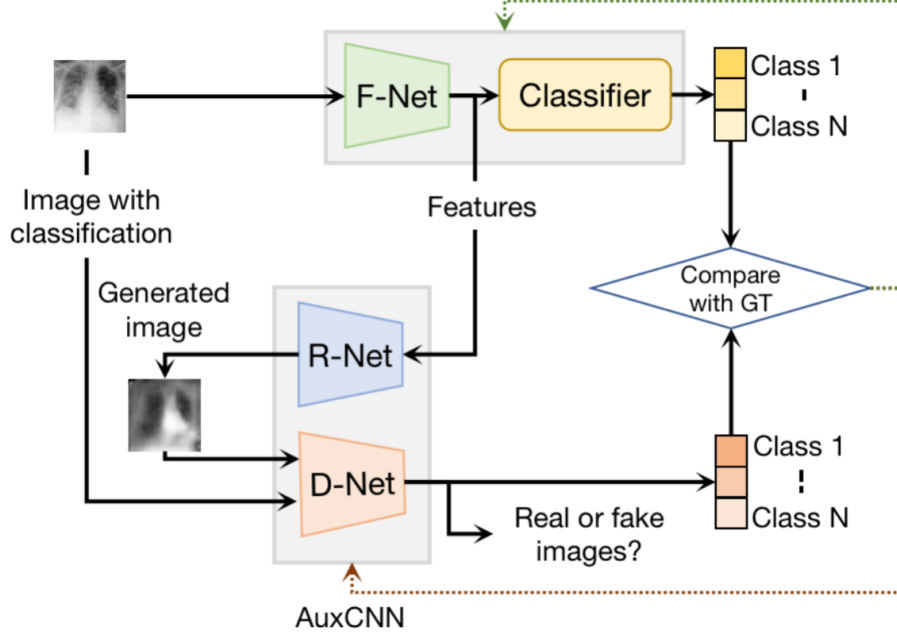 F-Net
Classifier
Class 1
Class N
Image with
classification
Features
Compare
with GT
Generated
image
R-Net
D-Net
Class 1
Class N
Real or fake
images?
AuxCNN